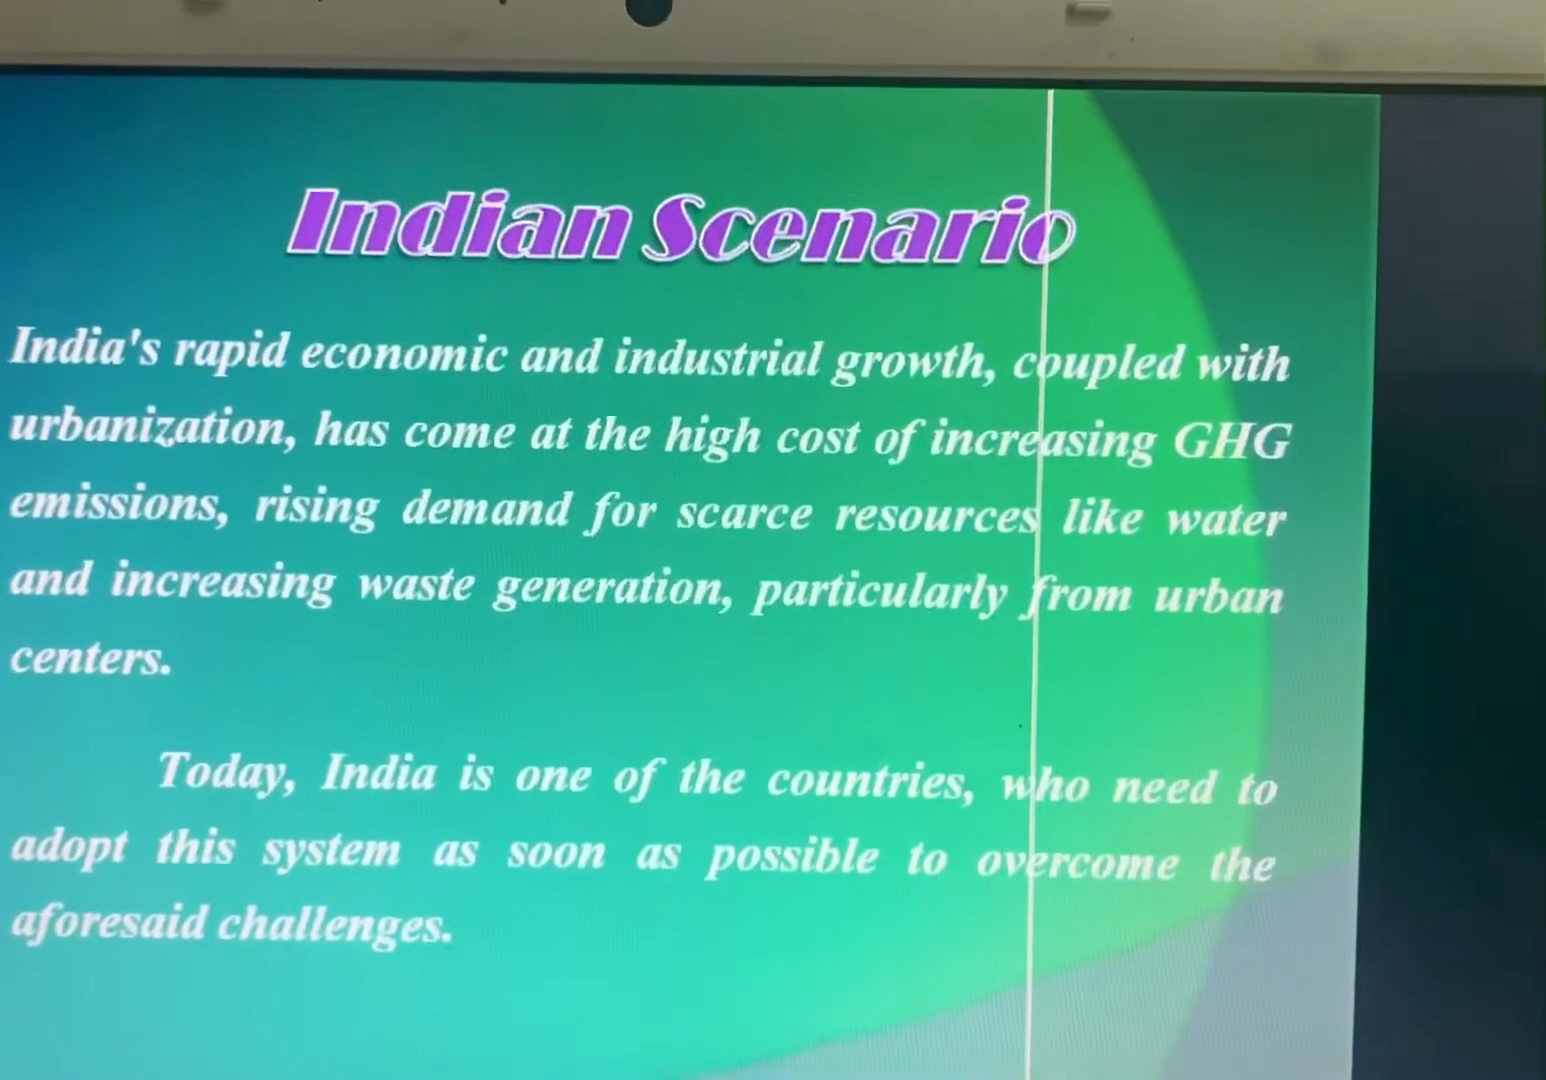 Indian Scenario
India's rapid economic and industrial growth, coupled with
urbanization, has come at the high cost of increasing GHG
emissions, rising demand for scarce resources like water
and increasing waste generation, particularly from urban
centers.
Today, India is one of the countries, who need to
adopt this system as soon as possible to overcome the
aforesaid challenges.